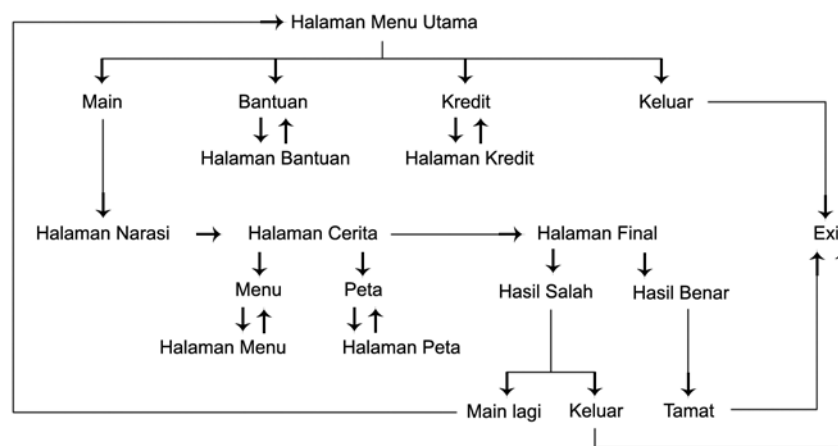 Halaman Menu Utama
Main
Bantuan
Kredit
Keluar
Halaman Bantuan
Halaman Kredit
Halaman Narasi
Halaman Cerita
Halaman Final
Exi
Menu
Peta
Hasil Salah
Hasil Benar
Halaman Menu
Halaman Peta
Main lagi
Keluar
Tamat